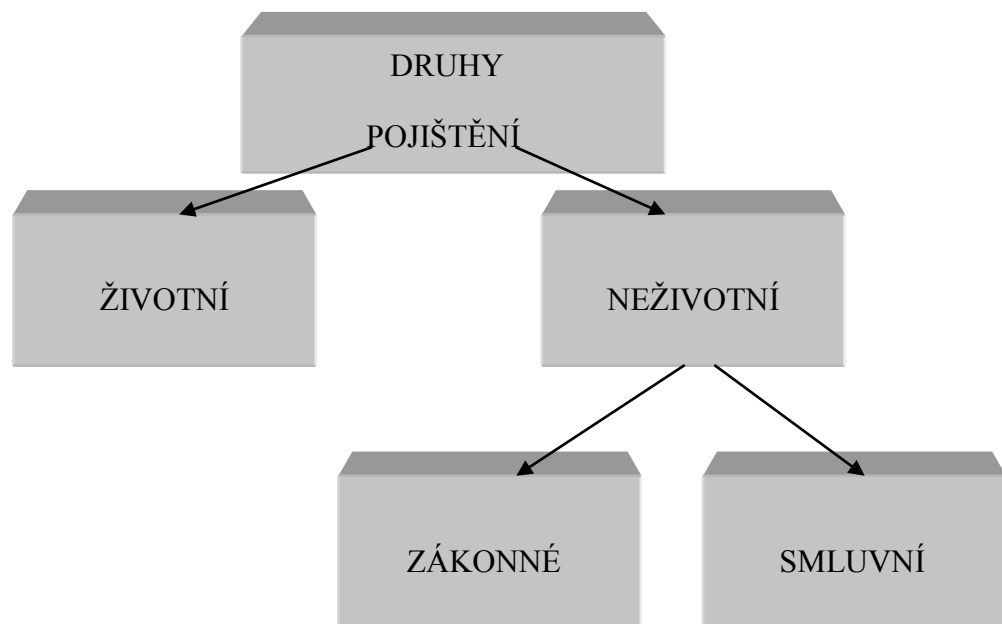 DRUHY
POJIŠTĚNÍ
ŽIVOTNÍ
NEŽIVOTNÍ
ZÁKONNÉ
SMLUVNÍ